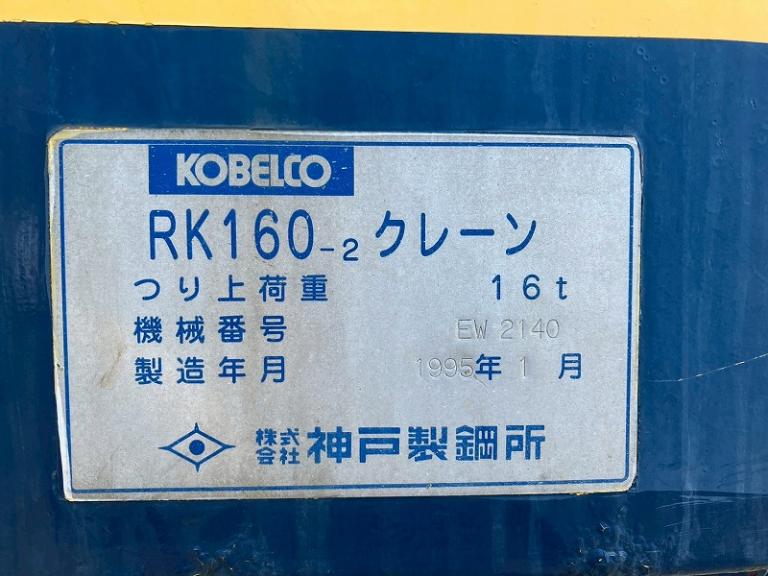 KOBELCO
RK160-2クレーン
つり上荷重 16t
機械番号 EW 2140
製造年月 1995年1月
株式会社 神戸製鋼所